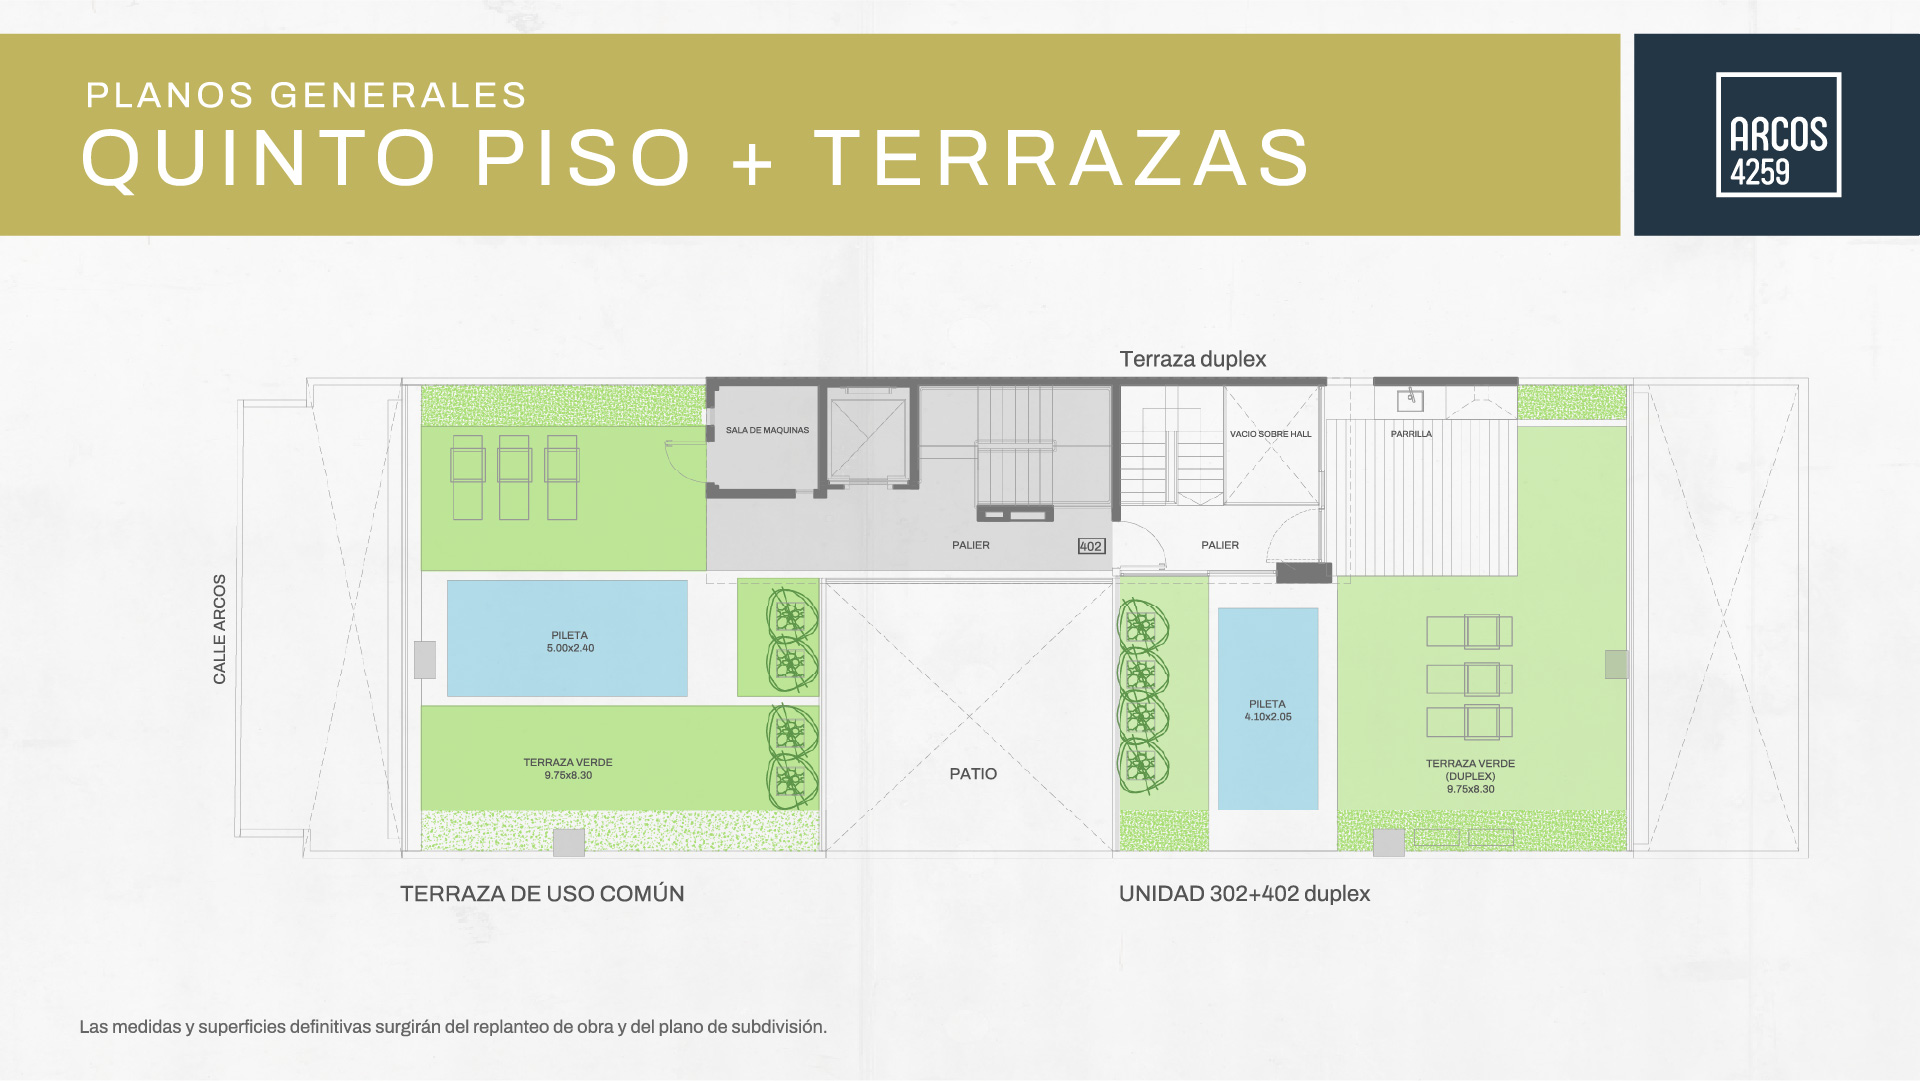 PLANOS GENERALES
QUINTO PISO + TERRAZAS
ARCOS
4259
Terraza duplex
SALA DE MAQUINAS
VACIO SOBRE HALL
PARRILLA
PALIER
402
PALIER
CALLE ARCOS
PILETA
5.00x2.40
PILETA
4.10x2.05
TERRAZA VERDE
9.75x8.30
PATIO
TERRAZA VERDE
(DUPLEX)
9.75x8.30
TERRAZA DE USO COMÚN
UNIDAD 302+402 duplex
Las medidas y superficies definitivas surgirán del replanteo de obra y del plano de subdivisión.